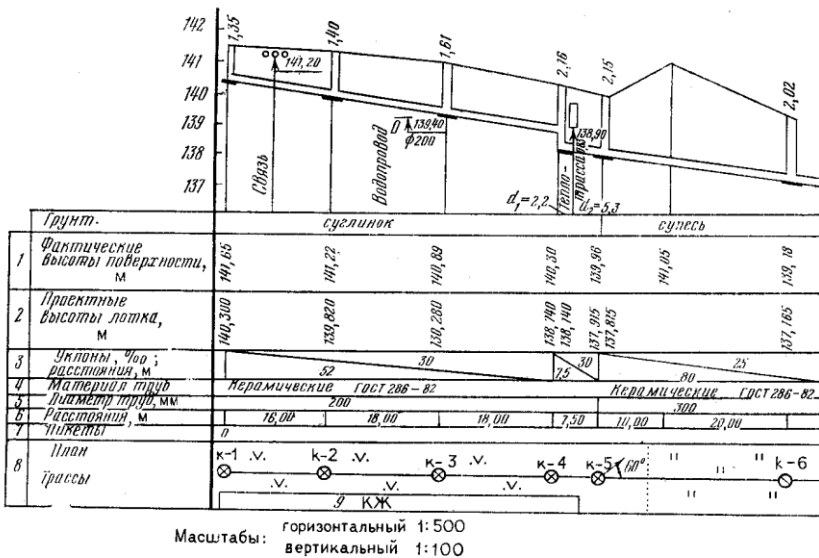 142
141
140
139
138
137
1,35
1,40
1,61
2,16
2,15
2,02
141,20
139,40
ф200
138,90
Связь
Водопровод
Тепло-
трасса
d₁=2,2
d₂=5,3
Грунт.
суглинок
супесь
1
Фактические
высоты поверхности,
м
141,65
141,22
140,89
140,30
139,96
141,05
139,18
2
Проектные
высоты лотка,
м
140,300
139,820
130,280
138,740
138,140
137,915
137,815
137,165
3
Уклоны, ‰;
расстояния, м
30
52
30
7,5
25
80
4
Материал труб
Керамические ГОСТ 286-82
Керамические ГОСТ 286-82
5
Диаметр труб, мм
200
300
6
Расстояния, м
16,00
18,00
18,00
7,50
10,00
20,00
7
Пикеты
0
8
План
трассы
к-1
к-2
к-3
к-4
к-5
60°
к-6
9 КЖ
Масштабы:
горизонтальный 1:500
вертикальный 1:100